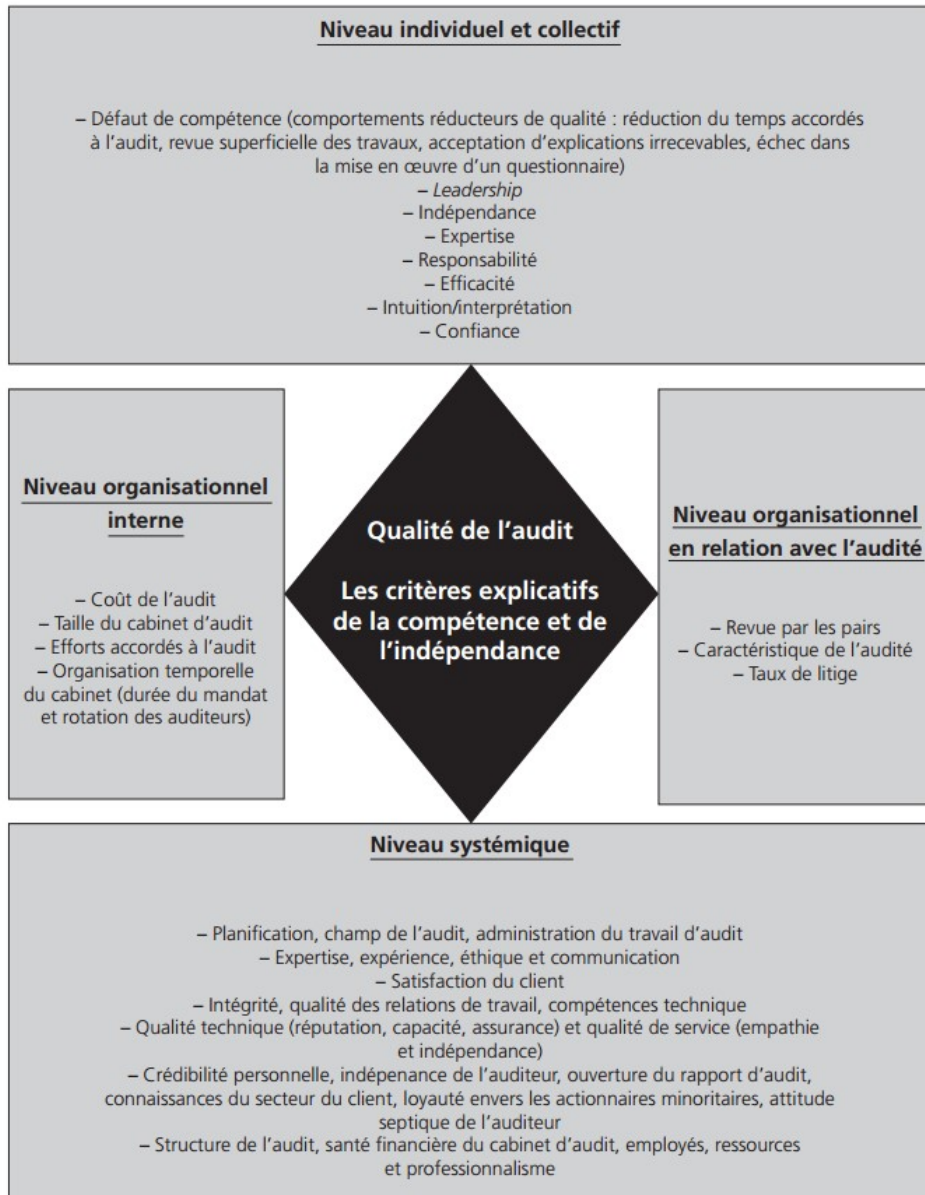 Niveau individuel et collectif
– Défaut de compétence (comportements réducteurs de qualité : réduction du temps accordés
à l'audit, revue superficielle des travaux, acceptation d'explications irrecevables, échec dans
la mise en œuvre d'un questionnaire)
– Leadership
– Indépendance
– Expertise
– Responsabilité
– Efficacité
– Intuition/interprétation
– Confiance
Niveau organisationnel
interne
– Coût de l'audit
– Taille du cabinet d'audit
– Efforts accordés à l'audit
– Organisation temporelle
du cabinet (durée du mandat
et rotation des auditeurs)
Qualité de l'audit
Les critères explicatifs
de la compétence et de
l'indépendance
Niveau organisationnel
en relation avec l'audité
– Revue par les pairs
– Caractéristique de l'audité
– Taux de litige
Niveau systémique
– Planification, champ de l'audit, administration du travail d'audit
– Expertise, expérience, éthique et communication
– Satisfaction du client
– Intégrité, qualité des relations de travail, compétences technique
– Qualité technique (réputation, capacité, assurance) et qualité de service (empathie
et indépendance)
– Crédibilité personnelle, indépenance de l'auditeur, ouverture du rapport d'audit,
connaissances du secteur du client, loyauté envers les actionnaires minoritaires, attitude
septique de l'auditeur
– Structure de l'audit, santé financière du cabinet d'audit, employés, ressources
et professionnalisme